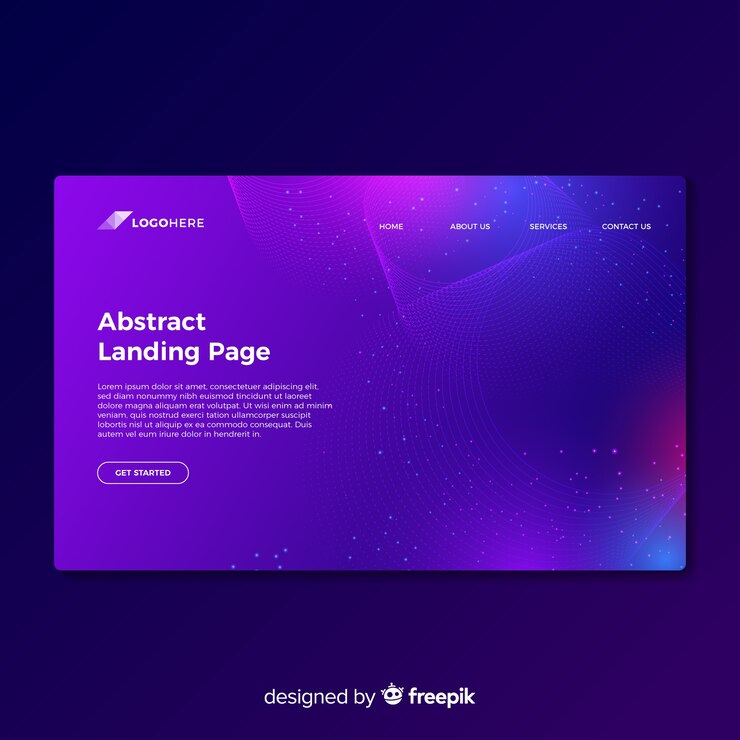 LOGOHERE
HOME ABOUT US SERVICES CONTACT US
Abstract
Landing Page
Lorem ipsum dolor sit amet, consectetuer adipiscing elit,
sed diam nonummy nibh euismod tincidunt ut laoreet
dolore magna aliquam erat volutpat. Ut wisi enim ad minim
veniam, quis nostrud exerci tation ullamcorper suscipit
lobortis nisl ut aliquip ex ea commodo consequat. Duis
autem vel eum iriure dolor in hendrerit in.
GET STARTED
designed by freepik